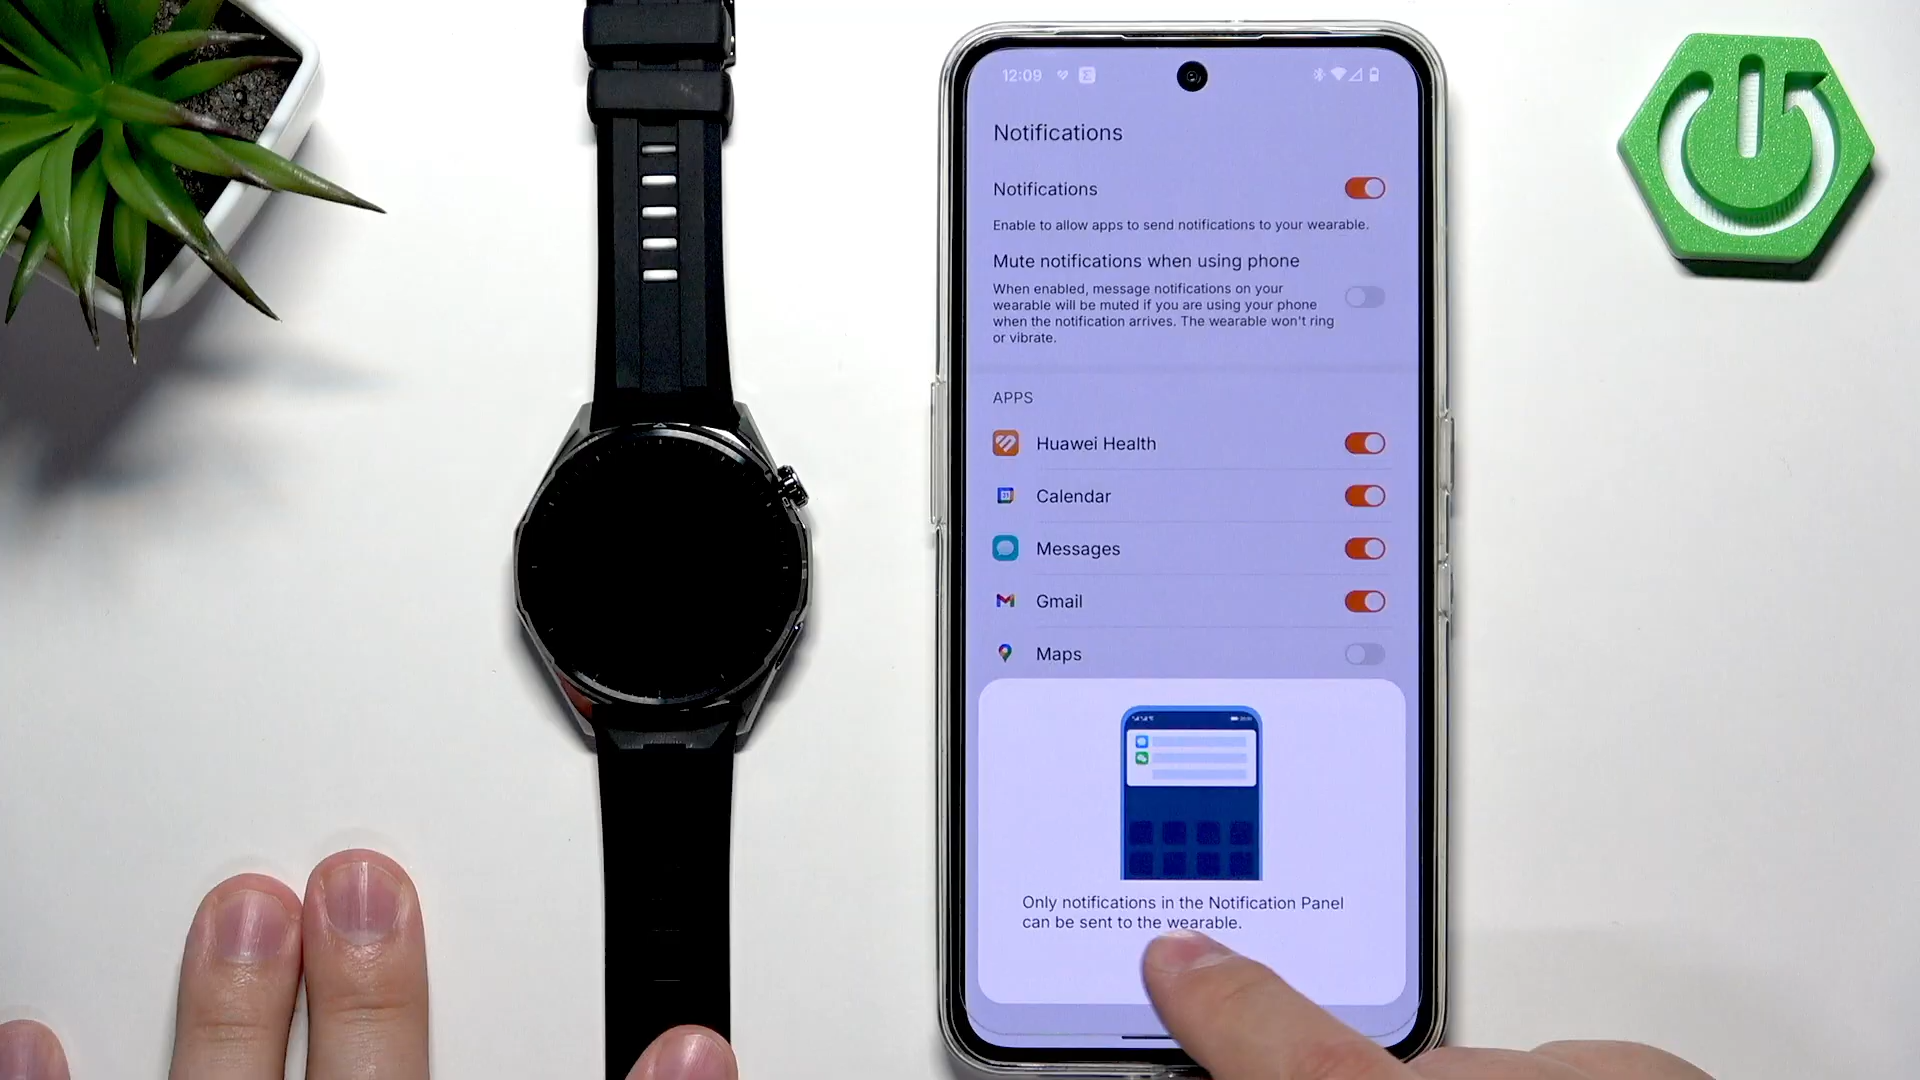 12:09
Notifications
Notifications
Enable to allow apps to send notifications to your wearable.
Mute notifications when using phone
When enabled, message notifications on your
wearable will be muted if you are using your phone
when the notification arrives. The wearable won't ring
or vibrate.
APPS
Huawei Health
Calendar
Messages
Gmail
Maps
Only notifications in the Notification Panel
can be sent to the wearable.